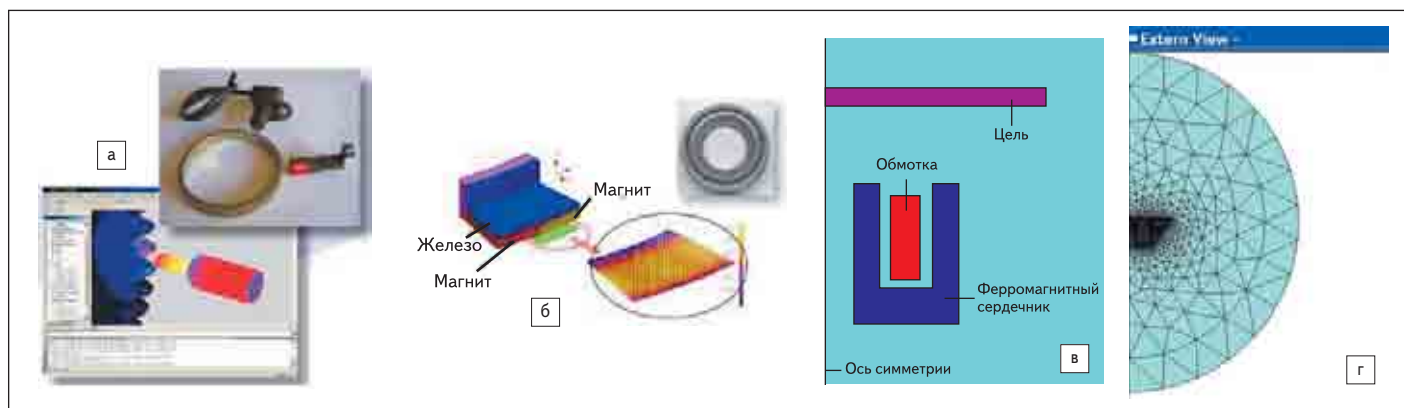 а
Магнит
Железо
Магнит
б
Цель
Обмотка
Ферромагнитный
сердечник
Ось симметрии
в
Extern View
г